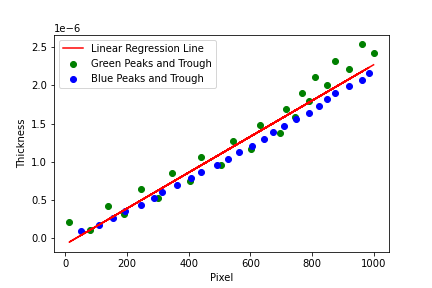 1e−6
Linear Regression Line
Green Peaks and Trough
Blue Peaks and Trough
2.5
2.0
1.5
1.0
0.5
0.0
Thickness
0 200 400 600 800 1000
Pixel